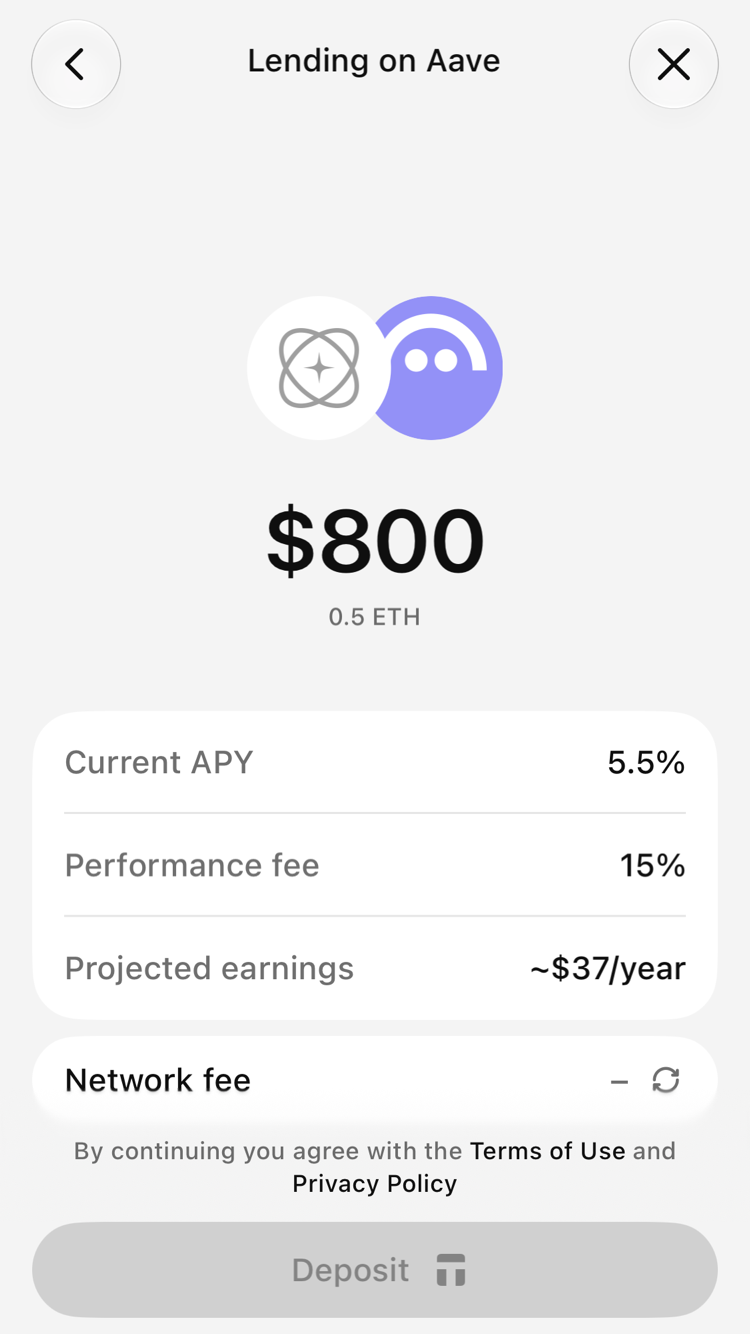 Lending on Aave
$800
0.5 ETH
Current APY 5.5%
Performance fee 15%
Projected earnings ~$37/year
Network fee –
By continuing you agree with the Terms of Use and
Privacy Policy
Deposit